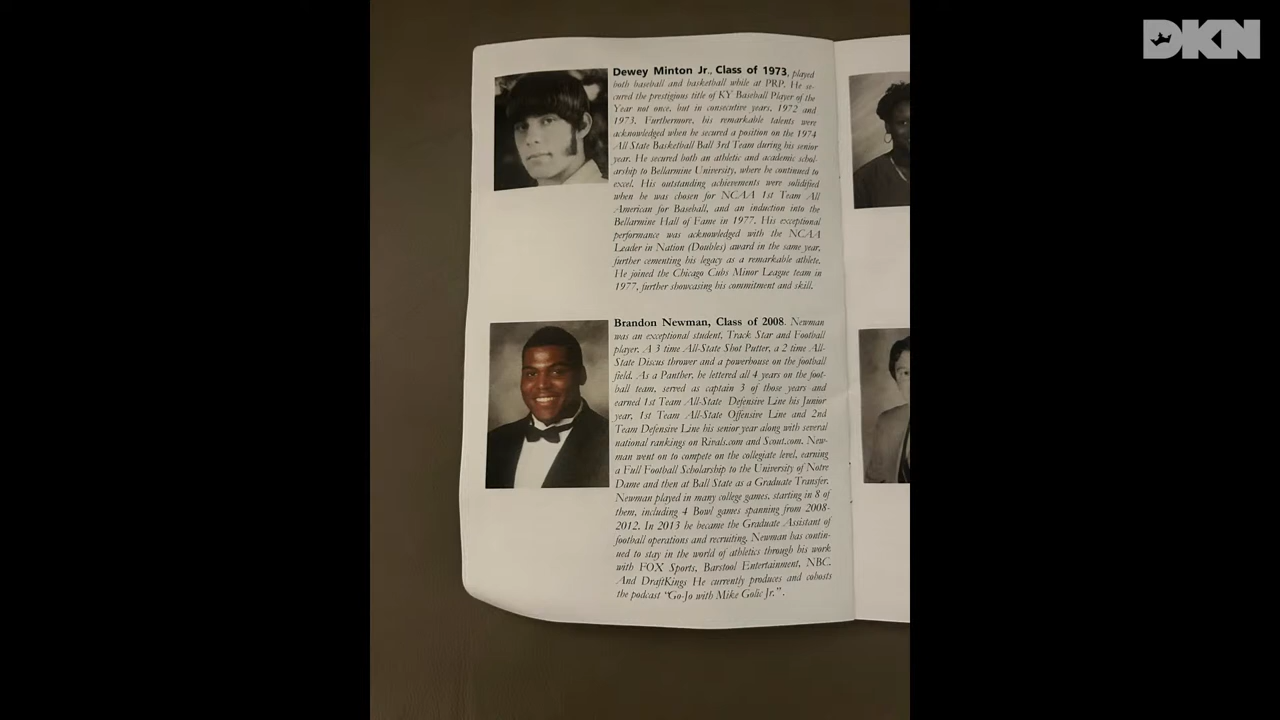 DKN
Dewey Minton Jr., Class of 1973, played
both baseball and basketball while at PRP. He se-
cured the prestigious title of KY Baseball Player of the
Year not once, but in consecutive years, 1972 and
1973. Furthermore, his remarkable talents were
acknowledged when he secured a position on the 1974
All State Basketball Ball 3rd Team during his senior
year. He secured both an athletic and academic schol-
arship to Bellarmine University, where he continued to
excel. His outstanding achievements were solidified
when he was chosen for NCAA 1st Team All
American for Baseball, and an induction into the
Bellarmine Hall of Fame in 1977. His exceptional
performance was acknowledged with the NCAA
Leader in Nation (Doubles) award in the same year,
further cementing his legacy as a remarkable athlete.
He joined the Chicago Cubs Minor League team in
1977, further showcasing his commitment and skill.
Brandon Newman, Class of 2008. Newman
was an exceptional student, Track Star and Football
player. A 3 time All-State Shot Putter, a 2 time All-
State Discus thrower and a powerhouse on the football
field. As a Panther, he lettered all 4 years on the foot-
ball team, served as captain 3 of those years and
earned 1st Team All-State Defensive Line his Junior
year, 1st Team All-State Offensive Line and 2nd
Team Defensive Line his senior year along with several
national rankings on Rivals.com and Scout.com. New-
man went on to compete on the collegiate level, earning
a Full Football Scholarship to the University of Notre
Dame and then at Ball State as a Graduate Transfer.
Newman played in many college games, starting in 8 of
them, including 4 Bowl games spanning from 2008-
2012. In 2013 he became the Graduate Assistant of
football operations and recruiting. Newman has contin-
ued to stay in the world of athletics through his work
with FOX Sports, Barstool Entertainment, NBC.
And DraftKings He currently produces and cohosts
the podcast "Go-Jo with Mike Golic Jr.".